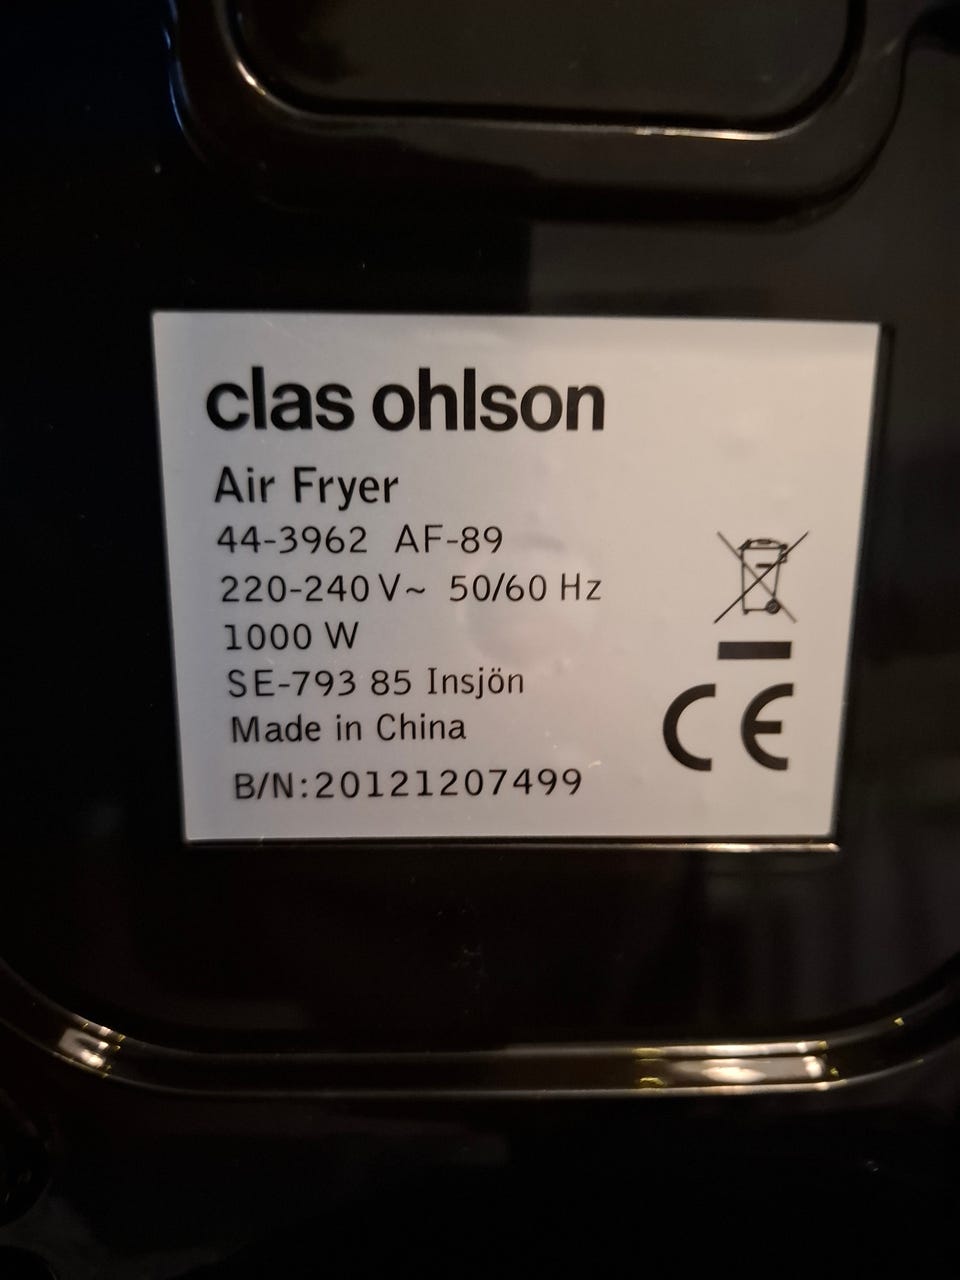 clas ohlson
Air Fryer
44-3962 AF-89
220-240 V~ 50/60 Hz
1000 W
SE-793 85 Insjön
Made in China
B/N:20121207499
CE